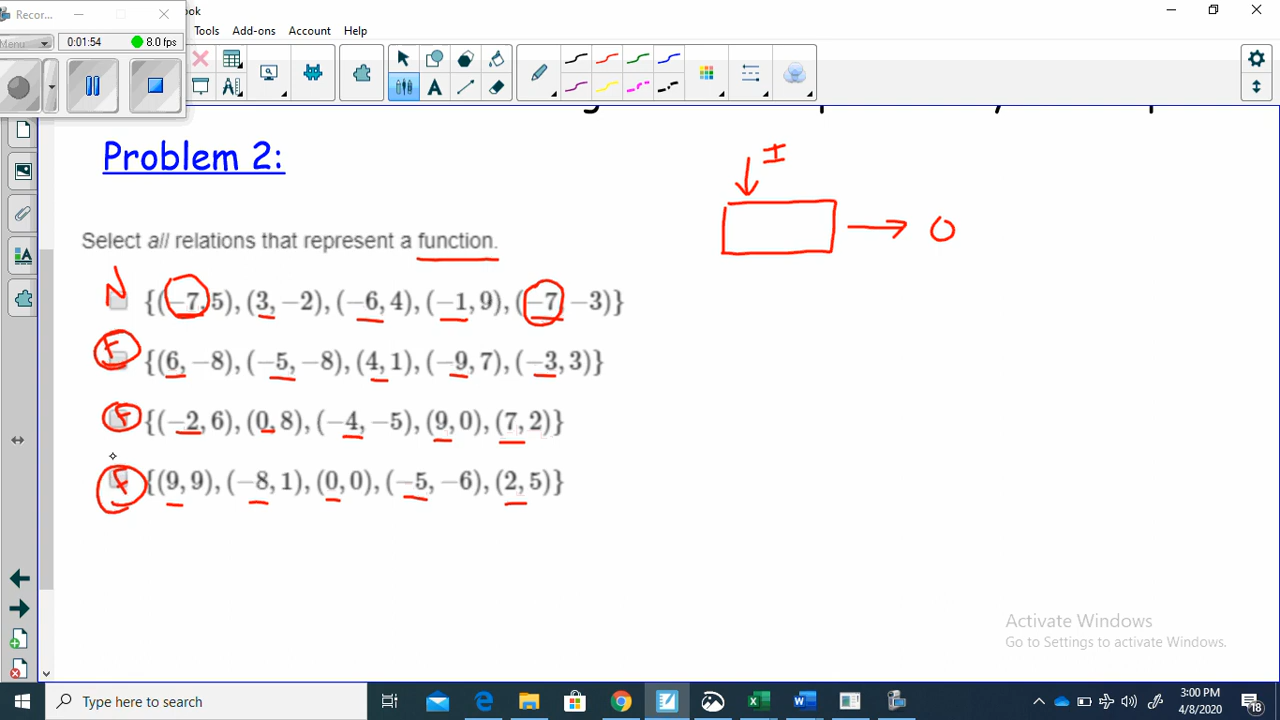 Recor...
ook
Menu
0:01:54
8.0 fps
Tools Add-ons Account Help
A
A
Problem 2:
I
O
Select all relations that represent a function.
N {(−7, 5), (3, −2), (−6, 4), (−1, 9), (−7, −3)}
F {(6, −8), (−5, −8), (4, 1), (−9, 7), (−3, 3)}
F {(−2, 6), (0, 8), (−4, −5), (9, 0), (7, 2)}
F {(9, 9), (−8, 1), (0, 0), (−5, −6), (2, 5)}
Activate Windows
Go to Settings to activate Windows.
Type here to search
3:00 PM
4/8/2020
18